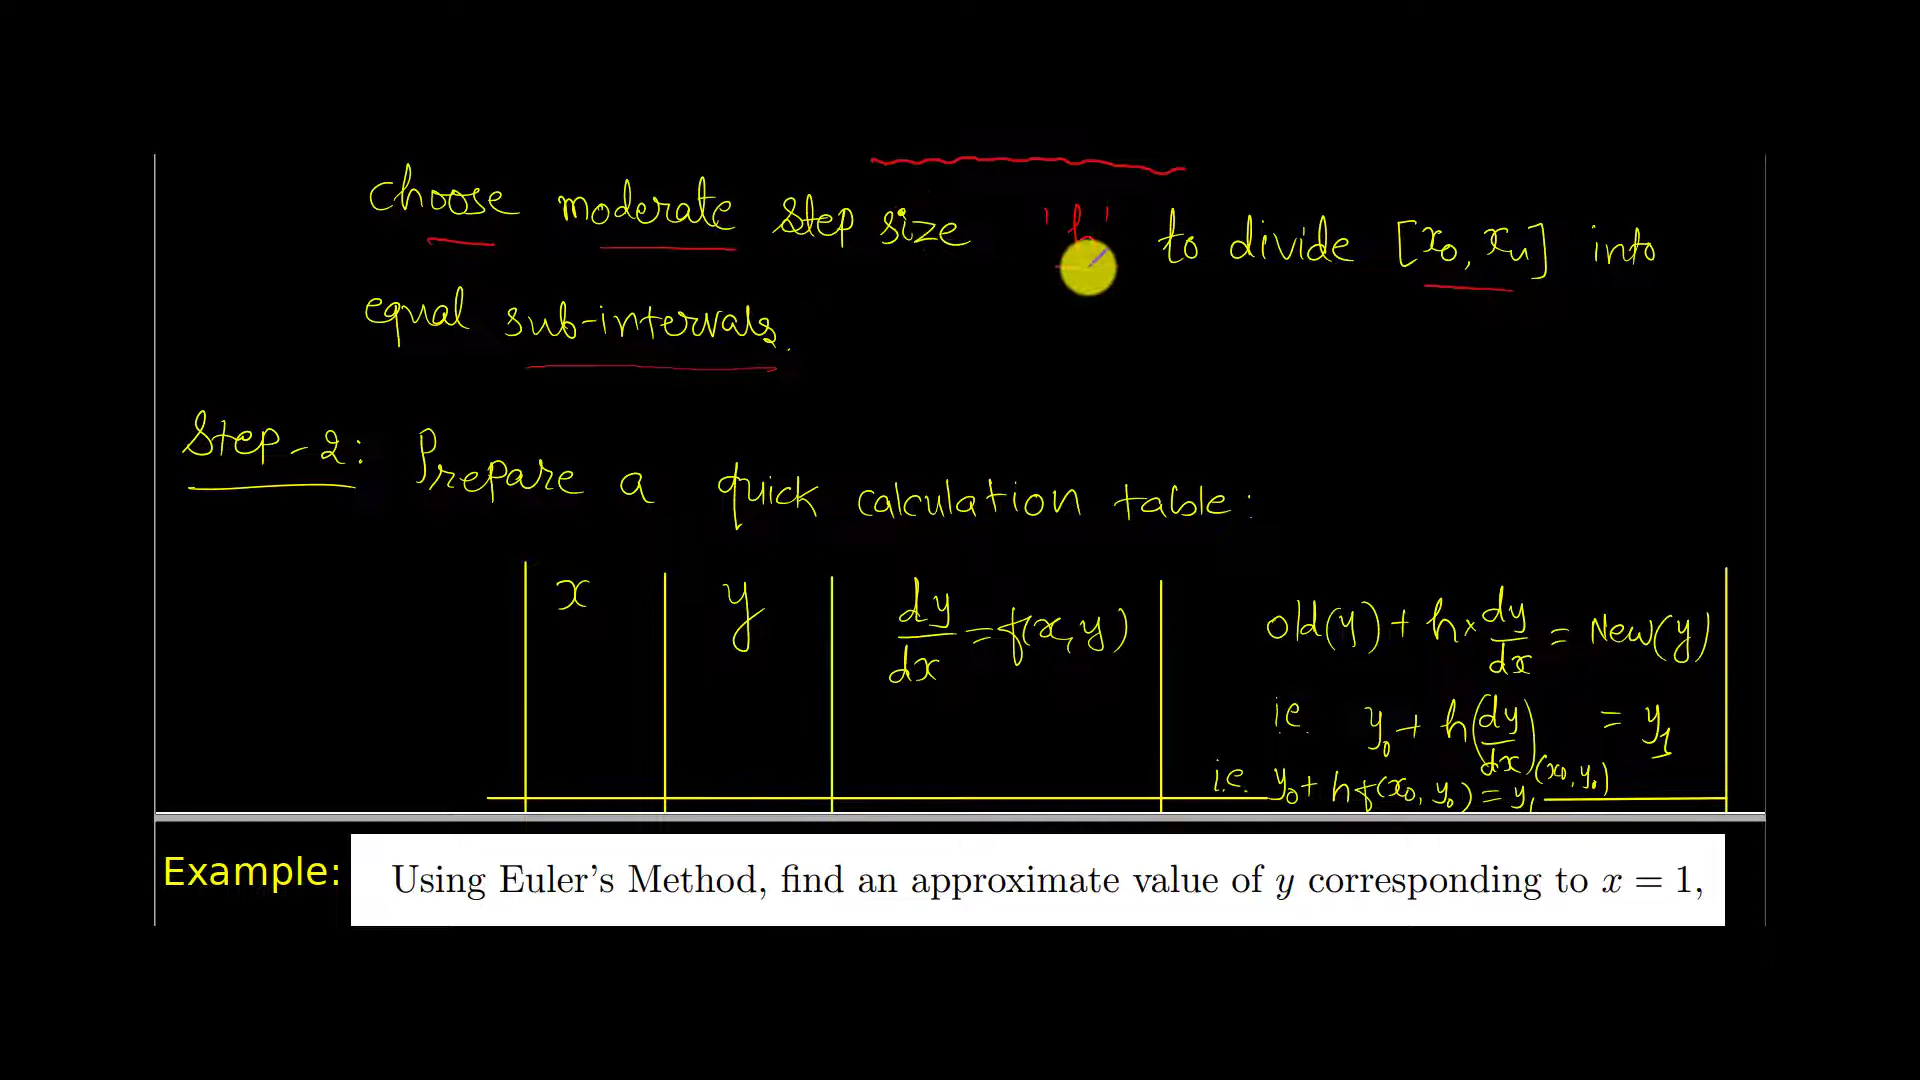 choose moderate step size 'h' to divide [x₀, xᵤ] into
equal sub-intervals.
Step-2: Prepare a quick calculation table:
x y dy/dx = f(x, y) old(y) + h × dy/dx = New(y)
i.e. y₀ + h(dy/dx)(x₀, y₀) = y₁
i.e. y₀ + h f(x₀, y₀) = y₁
Example: Using Euler's Method, find an approximate value of y corresponding to x = 1,